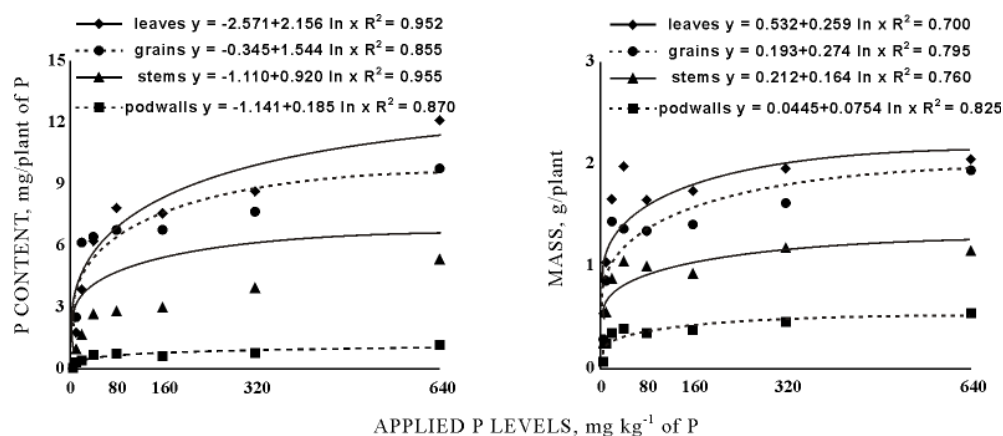 leaves y = -2.571+2.156 ln x R² = 0.952
grains y = -0.345+1.544 ln x R² = 0.855
stems y = -1.110+0.920 ln x R² = 0.955
podwalls y = -1.141+0.185 ln x R² = 0.870
P CONTENT, mg/plant of P
15
12
9
6
3
0
0 80 160 320 640
leaves y = 0.532+0.259 ln x R² = 0.700
grains y = 0.193+0.274 ln x R² = 0.795
stems y = 0.212+0.164 ln x R² = 0.760
podwalls y = 0.0445+0.0754 ln x R² = 0.825
MASS, g/plant
3
2
1
0
0 80 160 320 640
APPLIED P LEVELS, mg kg⁻¹ of P